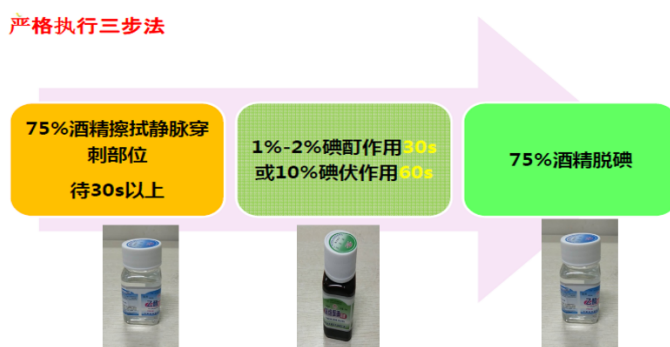 严格执行三步法
75%酒精擦拭静脉穿
刺部位
待30s以上
1%-2%碘酊作用30s
或10%碘伏作用60s
75%酒精脱碘